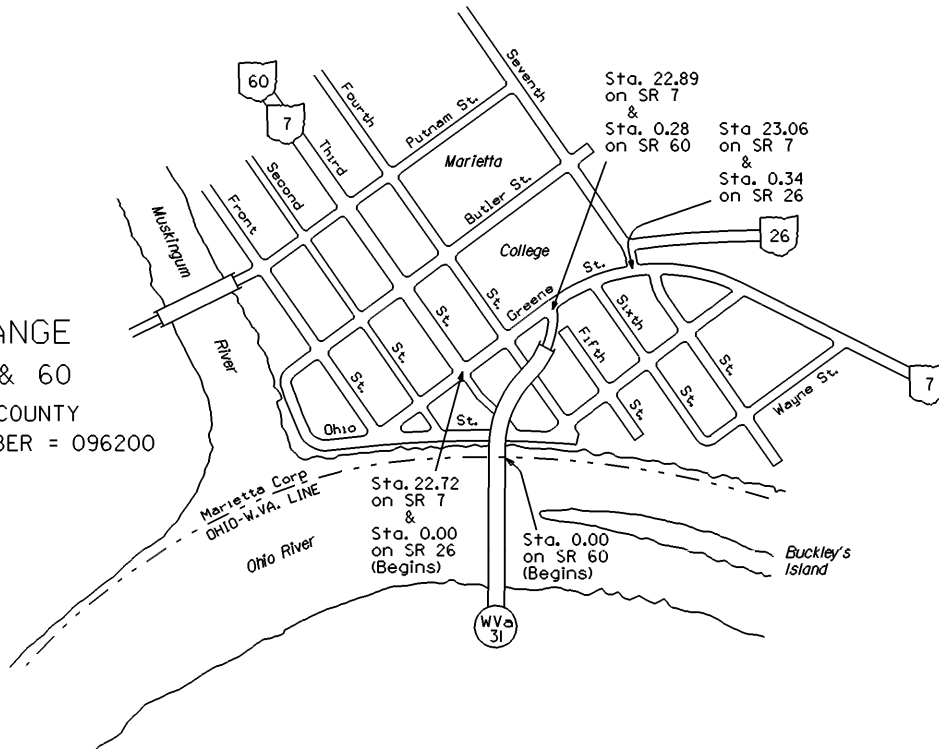 60
7
Fourth
Third
Second
Front
Putnam St.
Seventh
Marietta
Butler St.
College
Sta. 22.89
on SR 7
&
Sta. 0.28
on SR 60
Sta 23.06
on SR 7
&
Sta. 0.34
on SR 26
26
Muskingum
River
St.
St.
St.
St.
Greene St.
Fifth
St.
Sixth
St.
St.
Wayne St.
7
ANGE
& 60
COUNTY
BER = 096200
Ohio St.
Marietta Corp
OHIO-W.VA. LINE
Ohio River
Sta. 22.72
on SR 7
&
Sta. 0.00
on SR 26
(Begins)
Sta. 0.00
on SR 60
(Begins)
Buckley's
Island
WVa
31